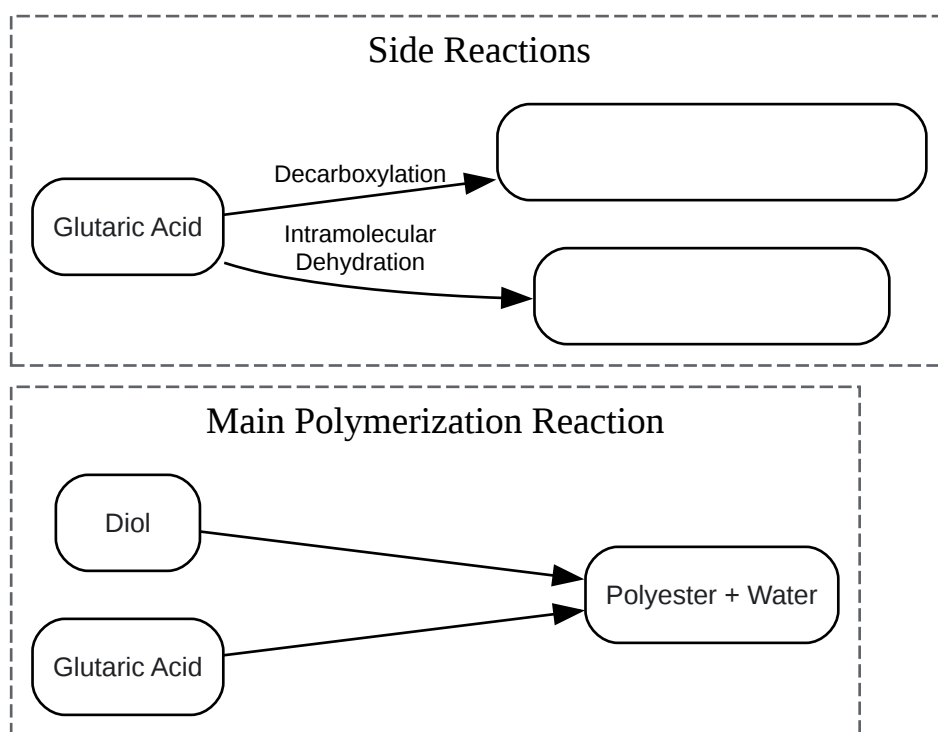 Side Reactions
Glutaric Acid
Decarboxylation
Intramolecular
Dehydration
Main Polymerization Reaction
Diol
Glutaric Acid
Polyester + Water